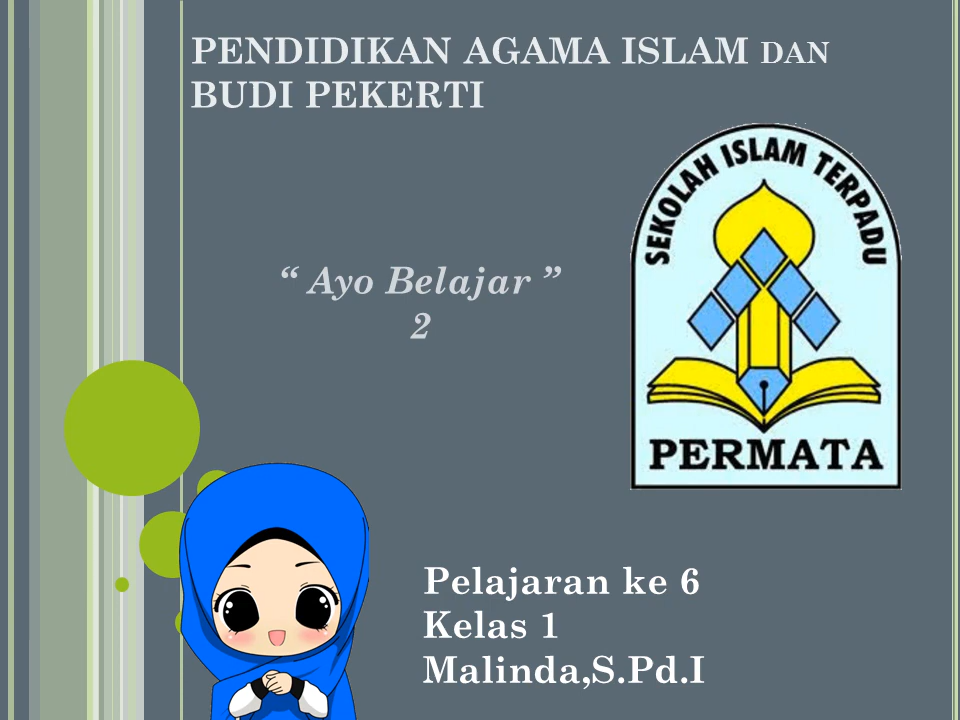 PENDIDIKAN AGAMA ISLAM DAN
BUDI PEKERTI
SEKOLAH ISLAM TERPADU
“ Ayo Belajar ”
2
PERMATA
Pelajaran ke 6
Kelas 1
Malinda,S.Pd.I